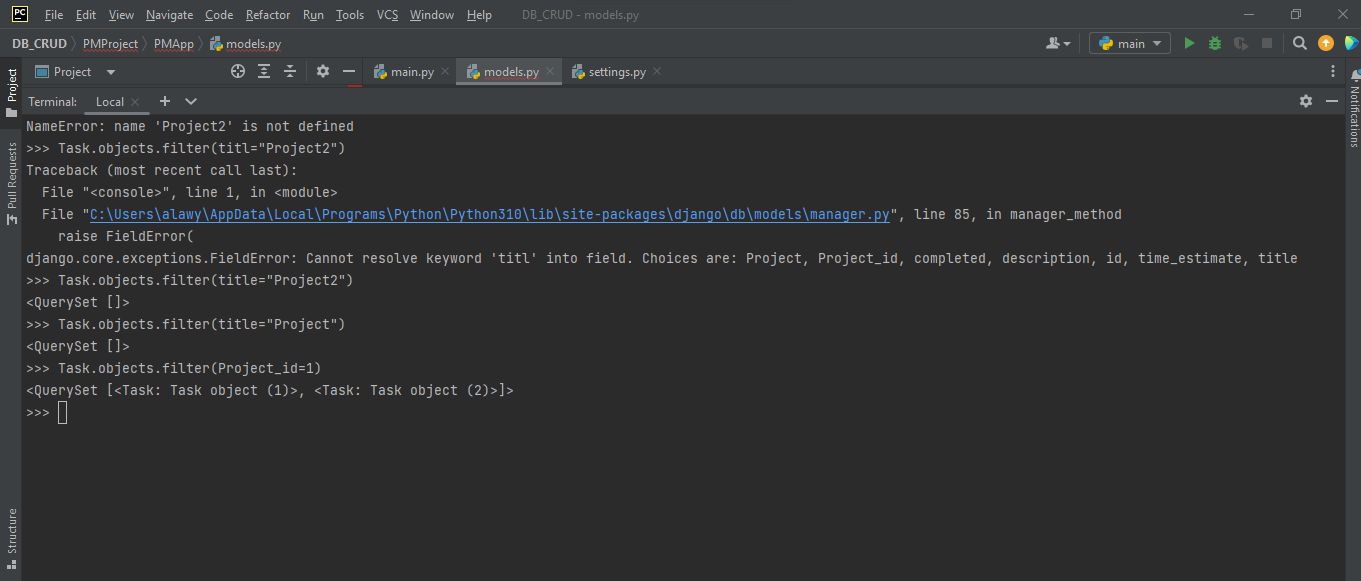 PC File Edit View Navigate Code Refactor Run Tools VCS Window Help DB_CRUD - models.py
DB_CRUD PMProject PMApp models.py main
Project main.py models.py settings.py
Terminal: Local
NameError: name 'Project2' is not defined
>>> Task.objects.filter(titl="Project2")
Traceback (most recent call last):
  File "<console>", line 1, in <module>
  File "C:\Users\alawy\AppData\Local\Programs\Python\Python310\lib\site-packages\django\db\models\manager.py", line 85, in manager_method
    raise FieldError(
django.core.exceptions.FieldError: Cannot resolve keyword 'titl' into field. Choices are: Project, Project_id, completed, description, id, time_estimate, title
>>> Task.objects.filter(title="Project2")
<QuerySet []>
>>> Task.objects.filter(title="Project")
<QuerySet []>
>>> Task.objects.filter(Project_id=1)
<QuerySet [<Task: Task object (1)>, <Task: Task object (2)>]>
>>>
Project
Pull Requests
Structure
Notifications